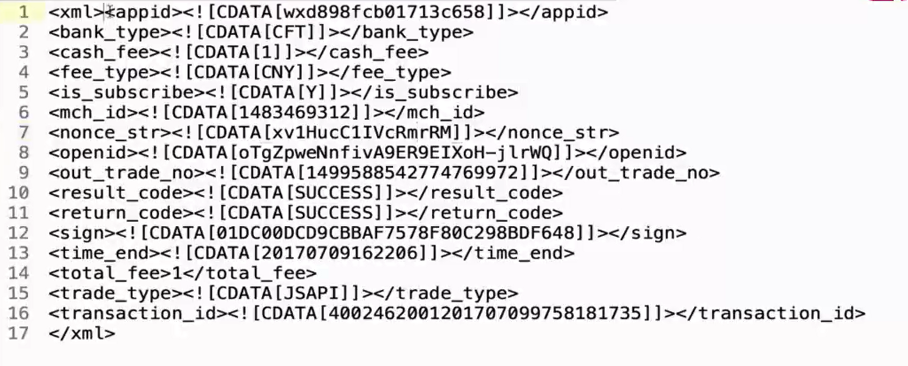 1 <xml><appid><![CDATA[wxd898fcb01713c658]]></appid>
2 <bank_type><![CDATA[CFT]]></bank_type>
3 <cash_fee><![CDATA[1]]></cash_fee>
4 <fee_type><![CDATA[CNY]]></fee_type>
5 <is_subscribe><![CDATA[Y]]></is_subscribe>
6 <mch_id><![CDATA[1483469312]]></mch_id>
7 <nonce_str><![CDATA[xv1HucC1IVcRmrRM]]></nonce_str>
8 <openid><![CDATA[oTgZpweNnfivA9ER9EIXoH-jlrWQ]]></openid>
9 <out_trade_no><![CDATA[1499588542774769972]]></out_trade_no>
10 <result_code><![CDATA[SUCCESS]]></result_code>
11 <return_code><![CDATA[SUCCESS]]></return_code>
12 <sign><![CDATA[01DC00DCD9CBBAF7578F80C298BDF648]]></sign>
13 <time_end><![CDATA[20170709162206]]></time_end>
14 <total_fee>1</total_fee>
15 <trade_type><![CDATA[JSAPI]]></trade_type>
16 <transaction_id><![CDATA[4002462001201707099758181735]]></transaction_id>
17 </xml>